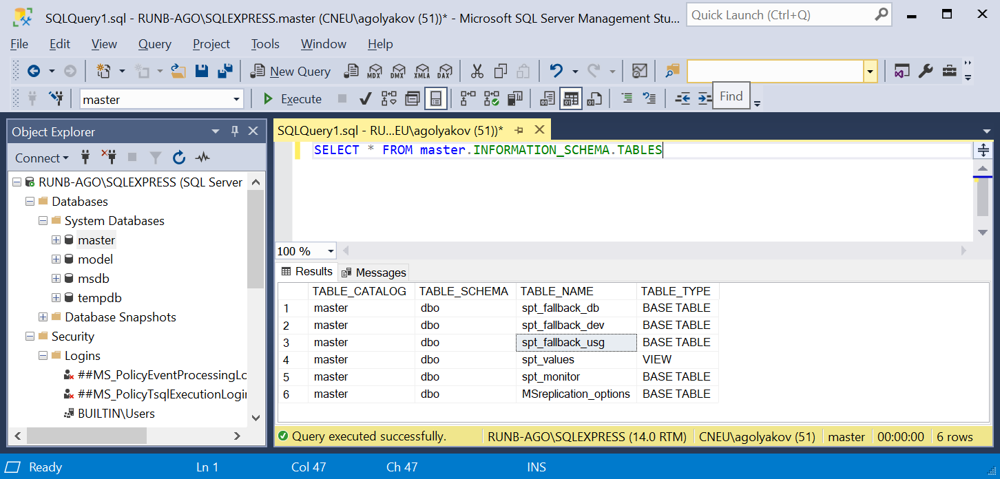 SQLQuery1.sql - RUNB-AGO\SQLEXPRESS.master (CNEU\agolyakov (51))* - Microsoft SQL Server Management Stu...
Quick Launch (Ctrl+Q)
File Edit View Query Project Tools Window Help
New Query MDX DMX XMLA DAX
master Execute Find
Object Explorer
Connect
RUNB-AGO\SQLEXPRESS (SQL Server
Databases
System Databases
master
model
msdb
tempdb
Database Snapshots
Security
Logins
##MS_PolicyEventProcessingLo
##MS_PolicyTsqlExecutionLogin
BUILTIN\Users
SQLQuery1.sql - RU...EU\agolyakov (51))*
SELECT * FROM master.INFORMATION_SCHEMA.TABLES
100 %
Results Messages
TABLE_CATALOG TABLE_SCHEMA TABLE_NAME TABLE_TYPE
1 master dbo spt_fallback_db BASE TABLE
2 master dbo spt_fallback_dev BASE TABLE
3 master dbo spt_fallback_usg BASE TABLE
4 master dbo spt_values VIEW
5 master dbo spt_monitor BASE TABLE
6 master dbo MSreplication_options BASE TABLE
Query executed successfully. RUNB-AGO\SQLEXPRESS (14.0 RTM) CNEU\agolyakov (51) master 00:00:00 6 rows
Ready Ln 1 Col 47 Ch 47 INS